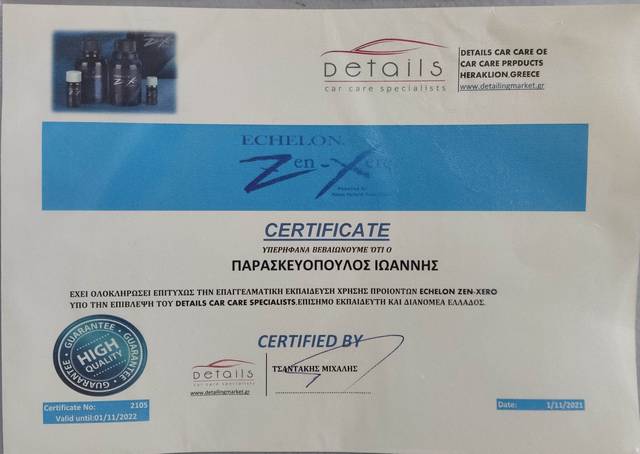 Details
car care specialists
DETAILS CAR CARE OE
CAR CARE PRPDUCTS
HERAKLION.GREECE
www.detailingmarket.gr
ECHELON
Zen-Xero
CERTIFICATE
ΥΠΕΡΗΦΑΝΑ ΒΕΒΑΙΩΝΟΥΜΕ ΌΤΙ Ο
ΠΑΡΑΣΚΕΥΟΠΟΥΛΟΣ ΙΩΑΝΝΗΣ
ΕΧΕΙ ΟΛΟΚΛΗΡΩΣΕΙ ΕΠΙΤΥΧΩΣ ΤΗΝ ΕΠΑΓΓΕΛΜΑΤΙΚΗ ΕΚΠΑΙΔΕΥΣΗ ΧΡΗΣΗΣ ΠΡΟΙΟΝΤΩΝ ECHELON ZEN-XERO
ΥΠΟ ΤΗΝ ΕΠΙΒΛΕΨΗ ΤΟΥ DETAILS CAR CARE SPECIALISTS.ΕΠΙΣΗΜΟ ΕΚΠΑΙΔΕΥΤΗ ΚΑΙ ΔΙΑΝΟΜΕΑ ΕΛΛΑΔΟΣ.
GUARANTEE
HIGH
QUALITY
GUARANTEE
CERTIFIED BY
Details
car care specialists
www.detailingmarket.gr
ΤΣΑΝΤΑΚΗΣ ΜΙΧΑΛΗΣ
Certificate No: 2105
Valid until:01/11/2022
Date: 1/11/2021